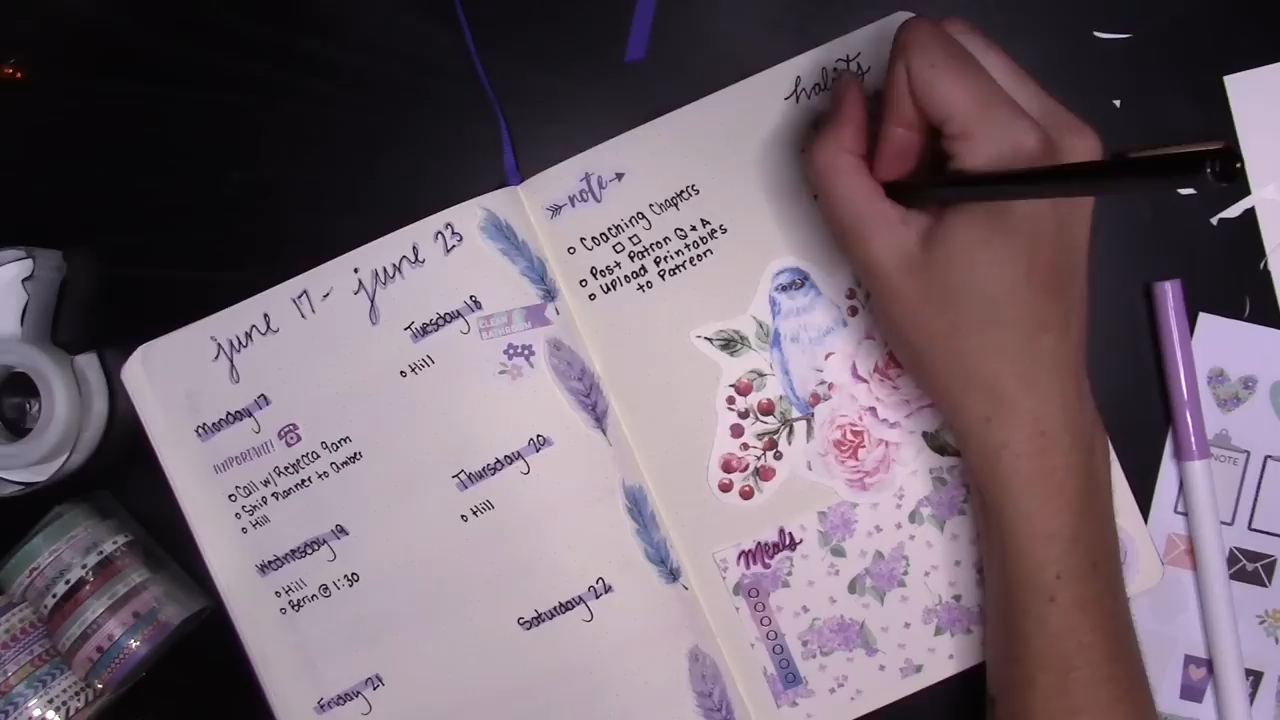 june 17 - june 23
Monday 17
IMPORTANT!
Call w/ Rebecca 9am
Ship Planner to Amber
Hill
Tuesday 18
CLEAN
BATHROOM
Hill
Wednesday 19
Hill
Berin @ 1:30
Thursday 20
Hill
Friday 21
Saturday 22
note
Coaching Chapters
Post Patron Q & A
Upload Printables
to Patreon
habits
Meals
NOTE